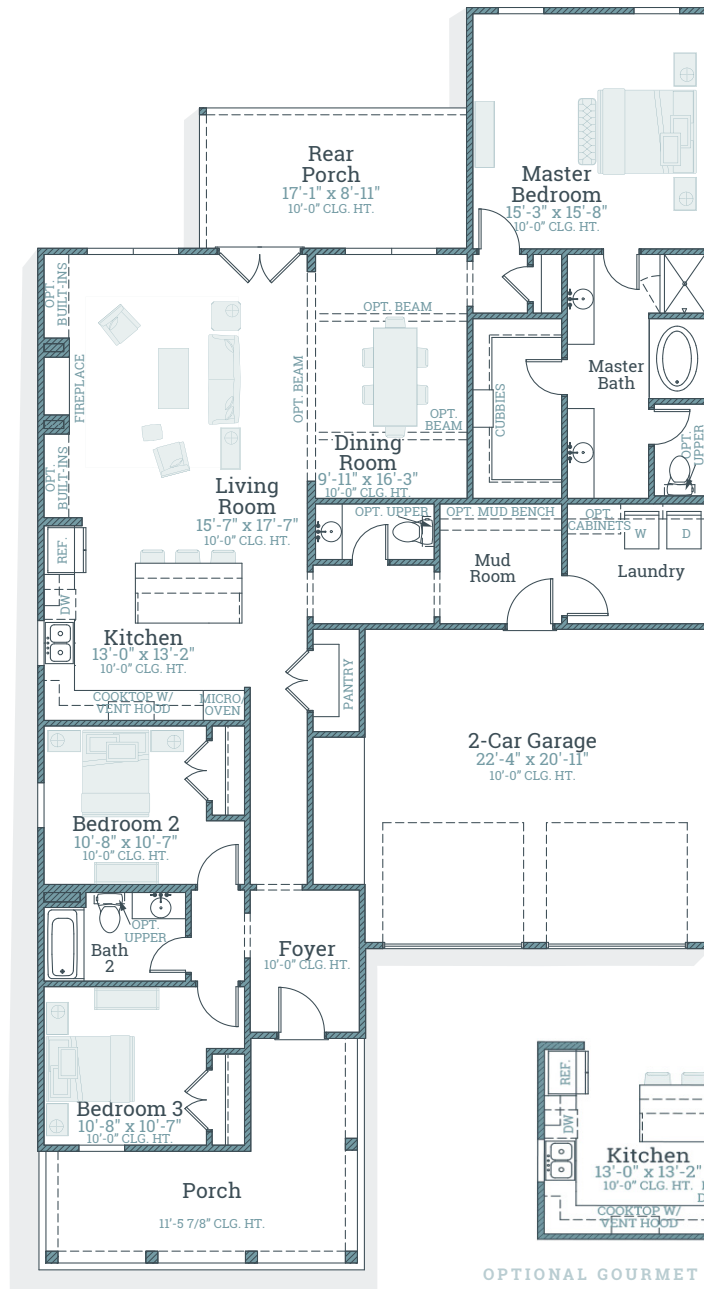 Rear
Porch
17'-1" x 8'-11"
10'-0" CLG. HT.
Master
Bedroom
15'-3" x 15'-8"
10'-0" CLG. HT.
OPT.
BUILT-INS
FIREPLACE
OPT.
BUILT-INS
OPT. BEAM
OPT. BEAM
OPT.
BEAM
Dining
Room
9'-11" x 16'-3"
10'-0" CLG. HT.
CUBBIES
Master
Bath
OPT.
UPPER
Living
Room
15'-7" x 17'-7"
10'-0" CLG. HT.
OPT. UPPER
OPT. MUD BENCH
OPT.
CABINETS
W
D
Mud
Room
Laundry
REF.
DW
Kitchen
13'-0" x 13'-2"
10'-0" CLG. HT.
COOKTOP W/
VENT HOOD
MICRO/
OVEN
PANTRY
2-Car Garage
22'-4" x 20'-11"
10'-0" CLG. HT.
Bedroom 2
10'-8" x 10'-7"
10'-0" CLG. HT.
OPT.
UPPER
Bath
2
Foyer
10'-0" CLG. HT.
Bedroom 3
10'-8" x 10'-7"
10'-0" CLG. HT.
Porch
11'-5 7/8" CLG. HT.
REF.
DW
Kitchen
13'-0" x 13'-2"
10'-0" CLG. HT.
COOKTOP W/
VENT HOOD
OPTIONAL GOURMET